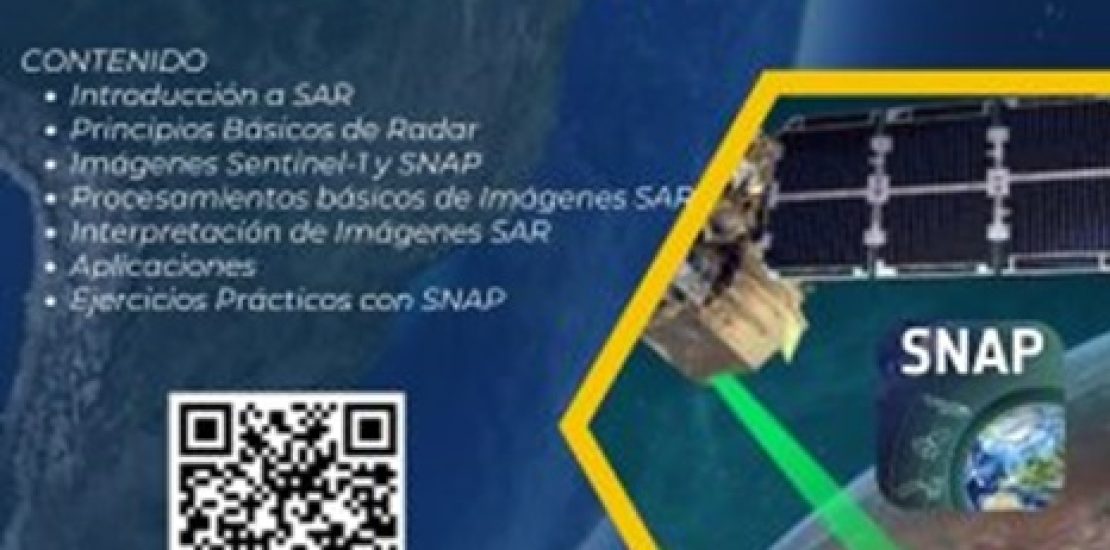 CONTENIDO
• Introducción a SAR
• Principios Básicos de Radar
• Imágenes Sentinel-1 y SNAP
• Procesamientos básicos de Imágenes SAR
• Interpretación de Imágenes SAR
• Aplicaciones
• Ejercicios Prácticos con SNAP
SNAP